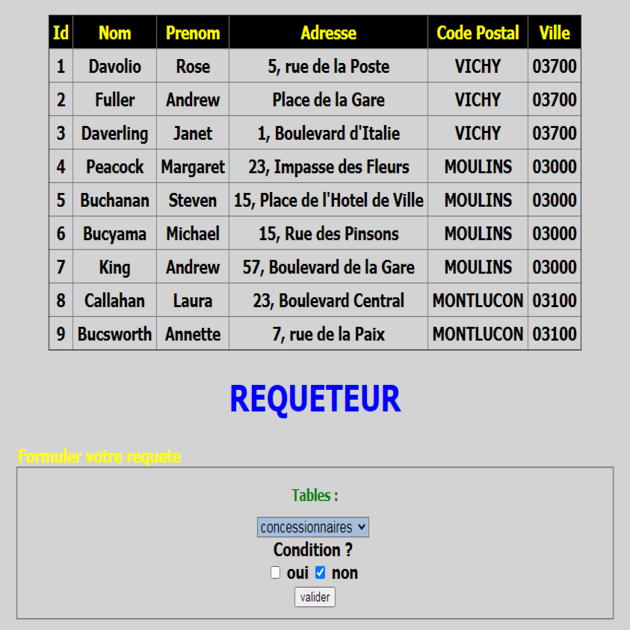 Id Nom Prenom Adresse Code Postal Ville
1 Davolio Rose 5, rue de la Poste VICHY 03700
2 Fuller Andrew Place de la Gare VICHY 03700
3 Daverling Janet 1, Boulevard d'Italie VICHY 03700
4 Peacock Margaret 23, Impasse des Fleurs MOULINS 03000
5 Buchanan Steven 15, Place de l'Hotel de Ville MOULINS 03000
6 Bucyama Michael 15, Rue des Pinsons MOULINS 03000
7 King Andrew 57, Boulevard de la Gare MOULINS 03000
8 Callahan Laura 23, Boulevard Central MONTLUCON 03100
9 Bucsworth Annette 7, rue de la Paix MONTLUCON 03100
REQUETEUR
Formuler votre requete
Tables :
concessionnaires
Condition ?
oui non
valider